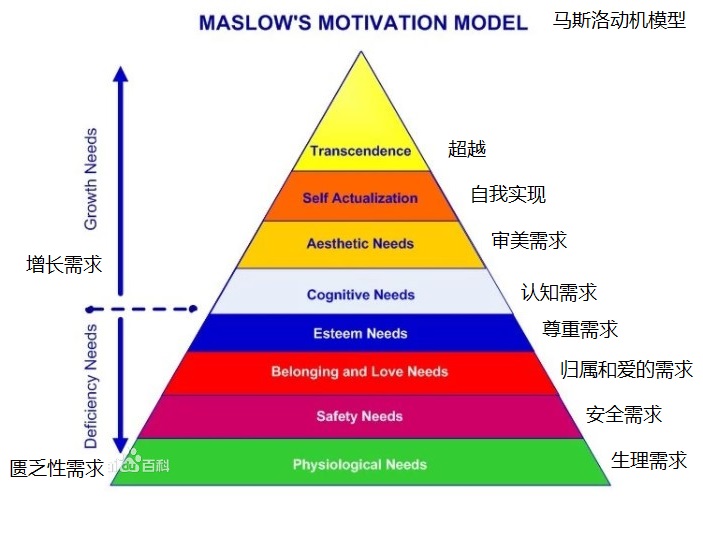 MASLOW'S MOTIVATION MODEL
马斯洛动机模型
Growth Needs
增长需求
Deficiency Needs
匮乏性需求
Transcendence
超越
Self Actualization
自我实现
Aesthetic Needs
审美需求
Cognitive Needs
认知需求
Esteem Needs
尊重需求
Belonging and Love Needs
归属和爱的需求
Safety Needs
安全需求
Physiological Needs
生理需求
百科